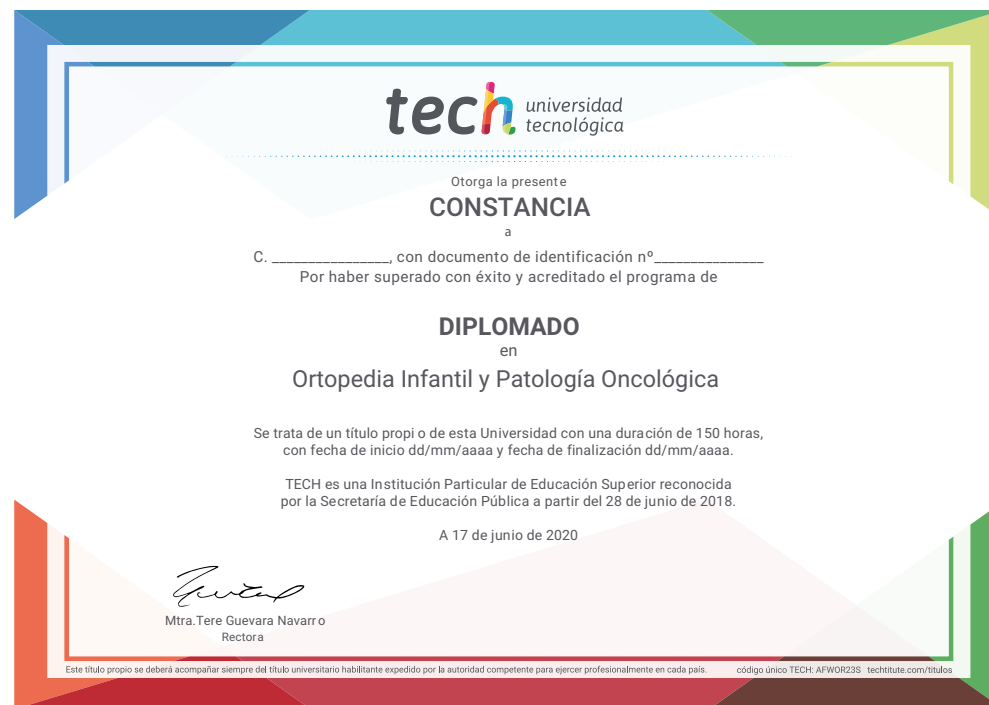 tech universidad
tecnológica
Otorga la presente
CONSTANCIA
a
C. ________________, con documento de identificación nº_______________
Por haber superado con éxito y acreditado el programa de
DIPLOMADO
en
Ortopedia Infantil y Patología Oncológica
Se trata de un título propi o de esta Universidad con una duración de 150 horas,
con fecha de inicio dd/mm/aaaa y fecha de finalización dd/mm/aaaa.
TECH es una Institución Particular de Educación Superior reconocida
por la Secretaría de Educación Pública a partir del 28 de junio de 2018.
A 17 de junio de 2020
Mtra.Tere Guevara Navarro
Rectora
Este título propio se deberá acompañar siempre del título universitario habilitante expedido por la autoridad competente para ejercer profesionalmente en cada país. código único TECH: AFWOR23S techtitute.com/titulos